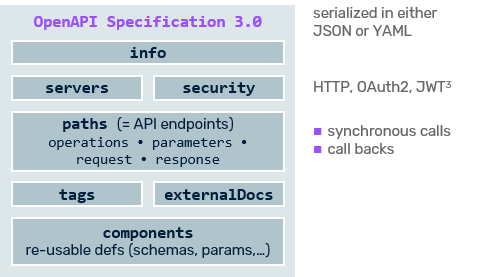 OpenAPI Specification 3.0
info
servers
security
paths (= API endpoints)
operations • parameters •
request • response
tags
externalDocs
components
re-usable defs (schemas, params,...)
serialized in either
JSON or YAML
HTTP, OAuth2, JWT³
■ synchronous calls
■ call backs